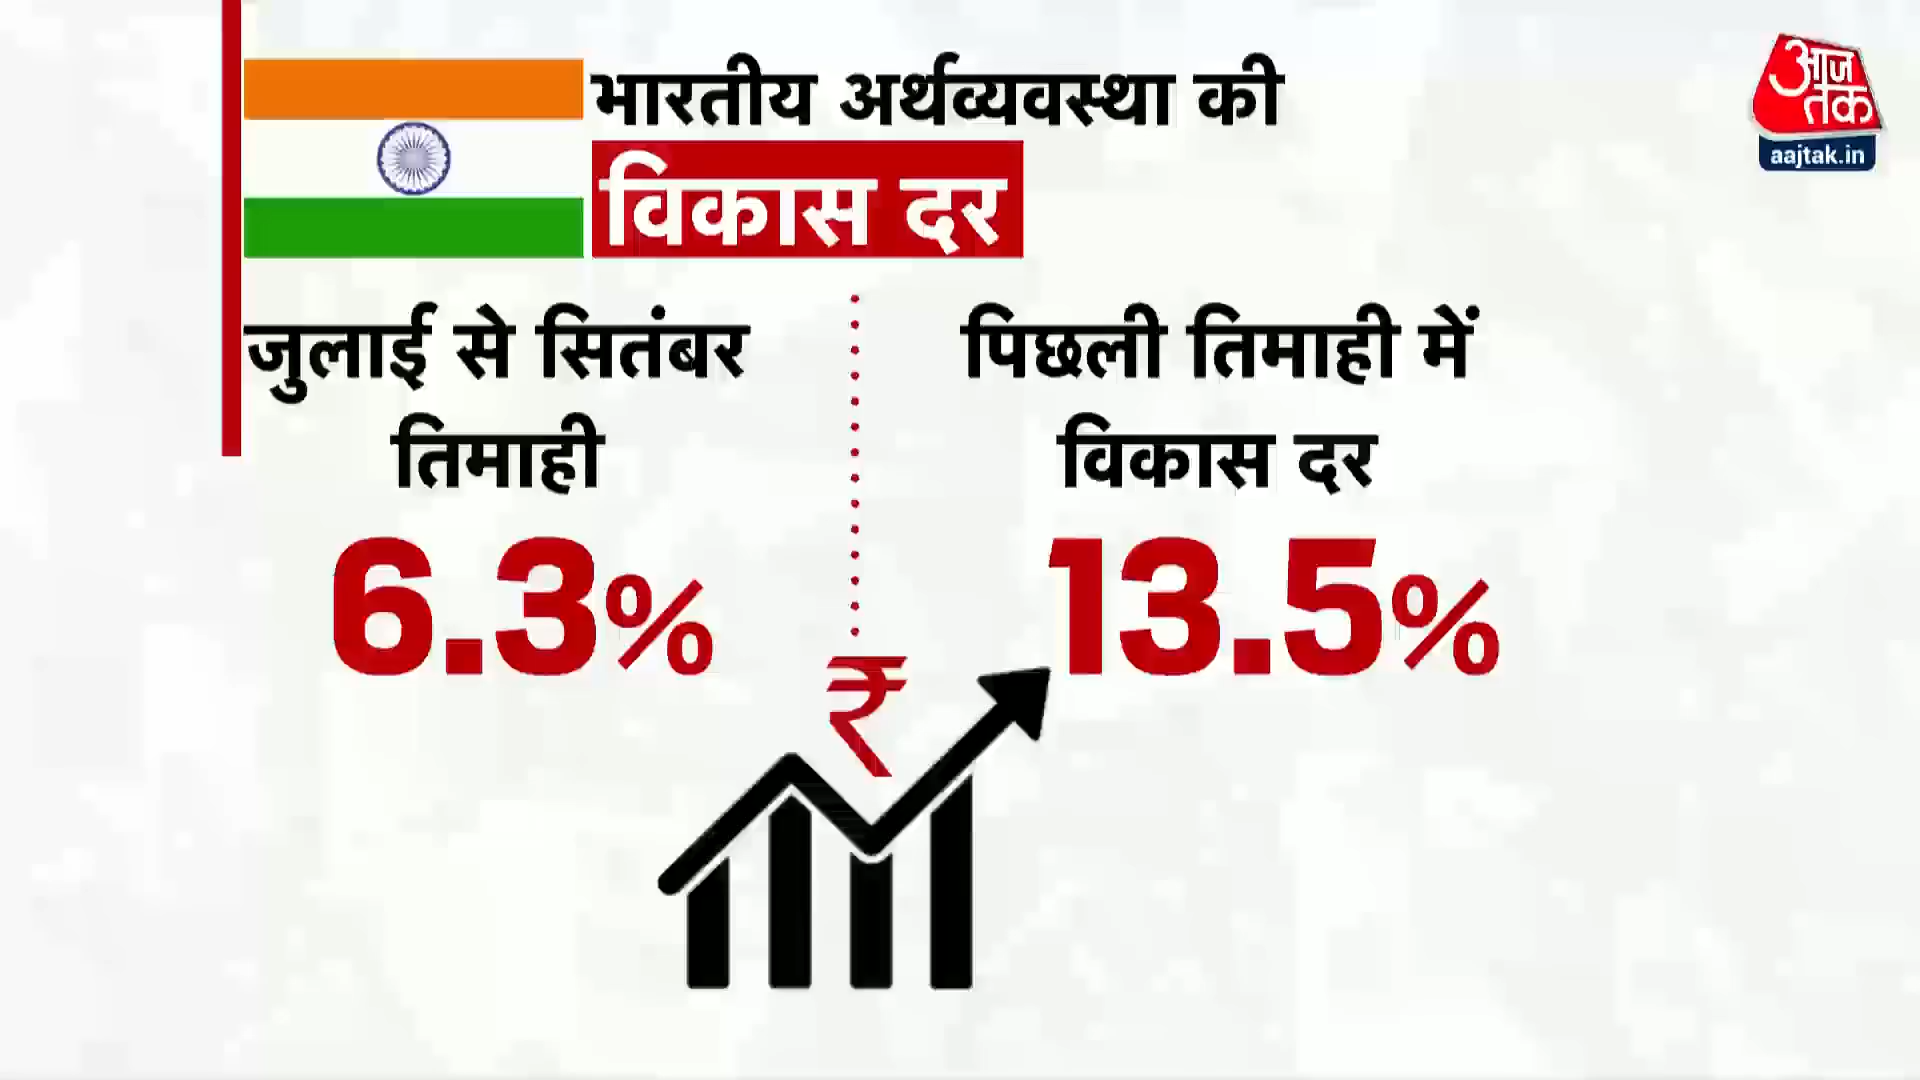 भारतीय अर्थव्यवस्था की
विकास दर
जुलाई से सितंबर
तिमाही
6.3%
पिछली तिमाही में
विकास दर
13.5%
₹
आज
तक
aajtak.in